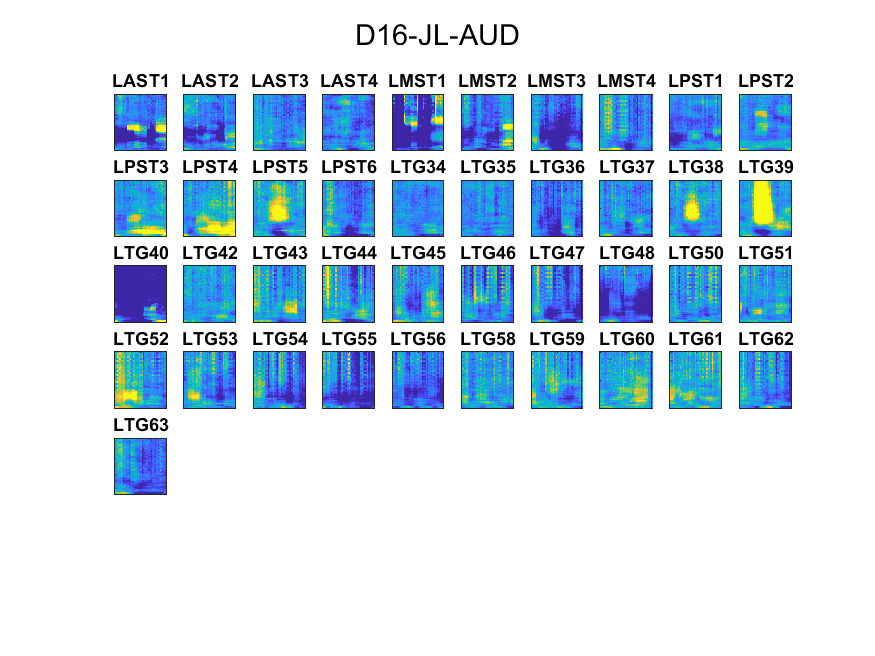 D16-JL-AUD
LAST1 LAST2 LAST3 LAST4 LMST1 LMST2 LMST3 LMST4 LPST1 LPST2
LPST3 LPST4 LPST5 LPST6 LTG34 LTG35 LTG36 LTG37 LTG38 LTG39
LTG40 LTG42 LTG43 LTG44 LTG45 LTG46 LTG47 LTG48 LTG50 LTG51
LTG52 LTG53 LTG54 LTG55 LTG56 LTG58 LTG59 LTG60 LTG61 LTG62
LTG63